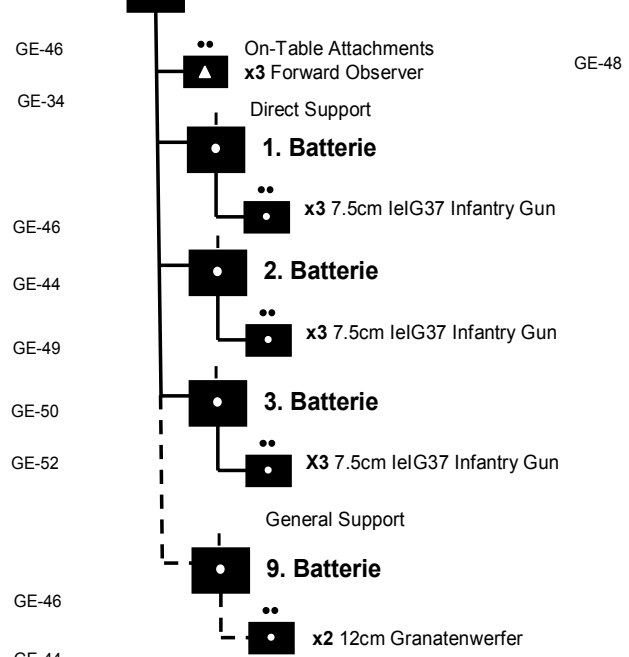 GE-46
On-Table Attachments
x3 Forward Observer
GE-48
GE-34
Direct Support
1. Batterie
x3 7.5cm leIG37 Infantry Gun
GE-46
2. Batterie
GE-44
x3 7.5cm leIG37 Infantry Gun
GE-49
3. Batterie
GE-50
GE-52
X3 7.5cm leIG37 Infantry Gun
General Support
9. Batterie
GE-46
x2 12cm Granatenwerfer
GE-44